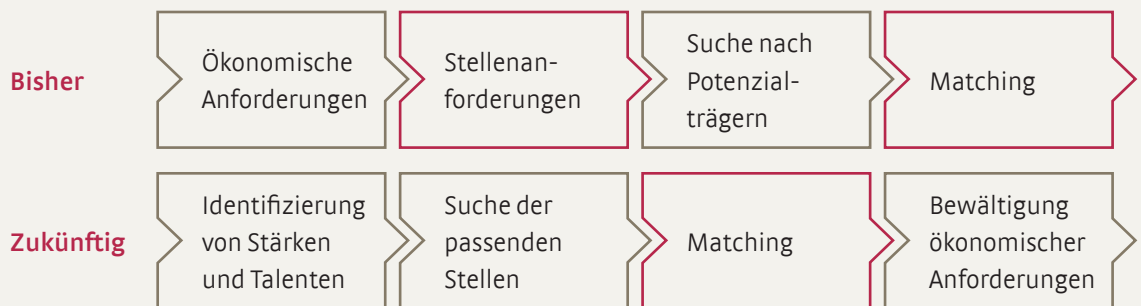 Bisher
Ökonomische
Anforderungen
Stellenan-
forderungen
Suche nach
Potenzial-
trägern
Matching
Zukünftig
Identifizierung
von Stärken
und Talenten
Suche der
passenden
Stellen
Matching
Bewältigung
ökonomischer
Anforderungen